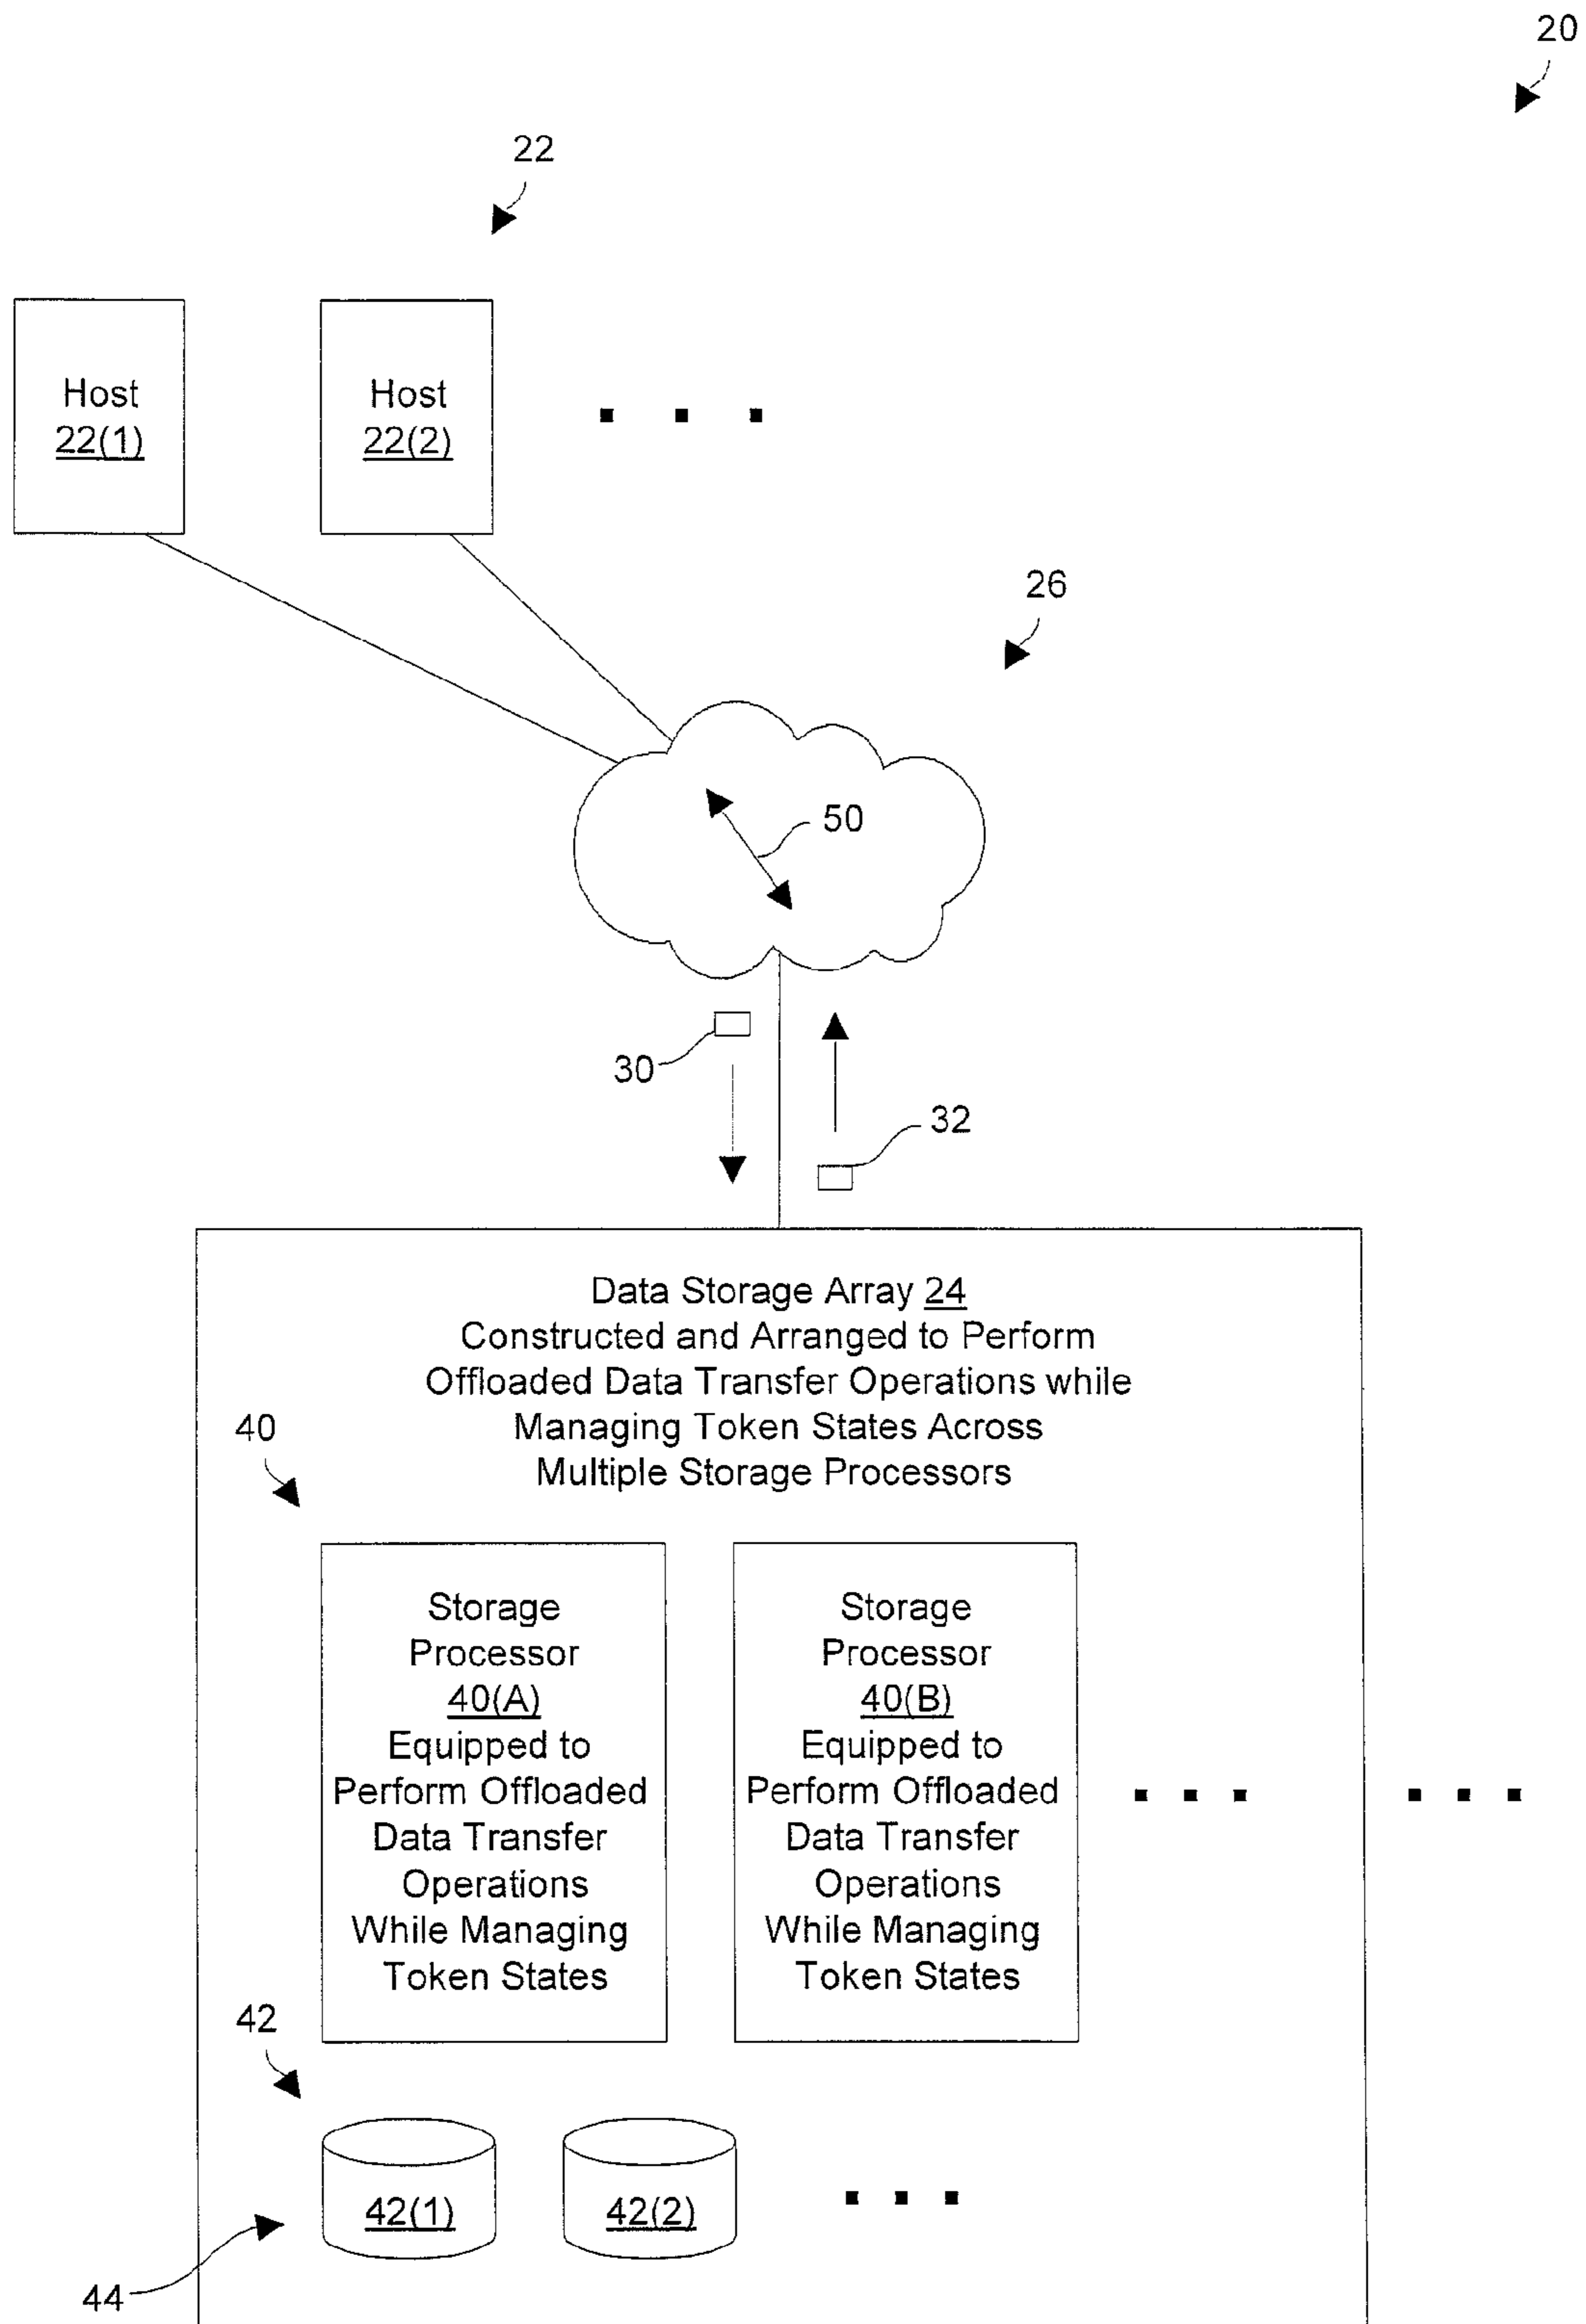 20
22
Host
22(1)
Host
22(2)
26
50
30
32
Data Storage Array 24
Constructed and Arranged to Perform
Offloaded Data Transfer Operations while
Managing Token States Across
Multiple Storage Processors
40
Storage
Processor
40(A)
Equipped to
Perform Offloaded
Data Transfer
Operations
While Managing
Token States
Storage
Processor
40(B)
Equipped to
Perform Offloaded
Data Transfer
Operations
While Managing
Token States
42
42(1)
42(2)
44